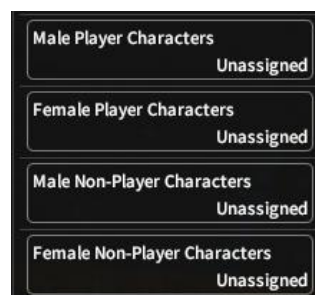 Male Player Characters
Unassigned
Female Player Characters
Unassigned
Male Non-Player Characters
Unassigned
Female Non-Player Characters
Unassigned